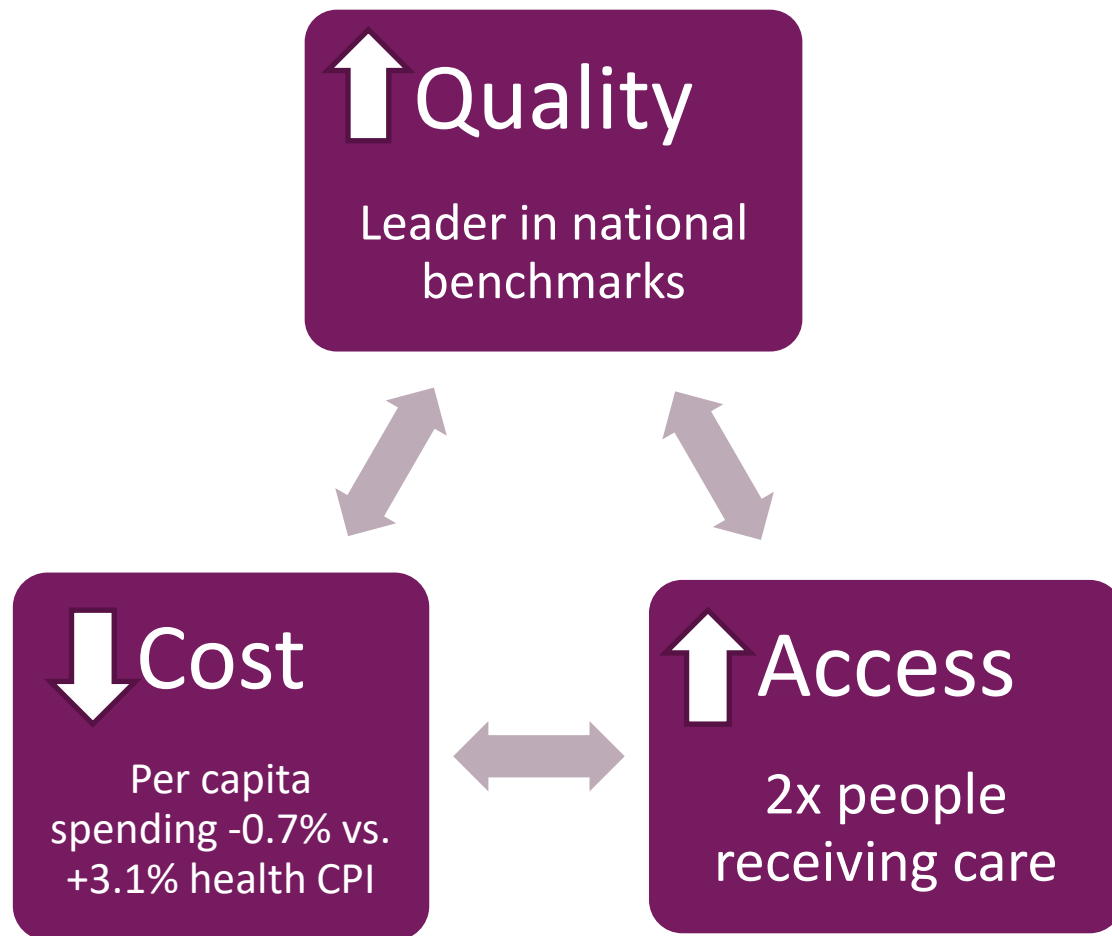 Quality
Leader in national
benchmarks
Cost
Per capita
spending -0.7% vs.
+3.1% health CPI
Access
2x people
receiving care